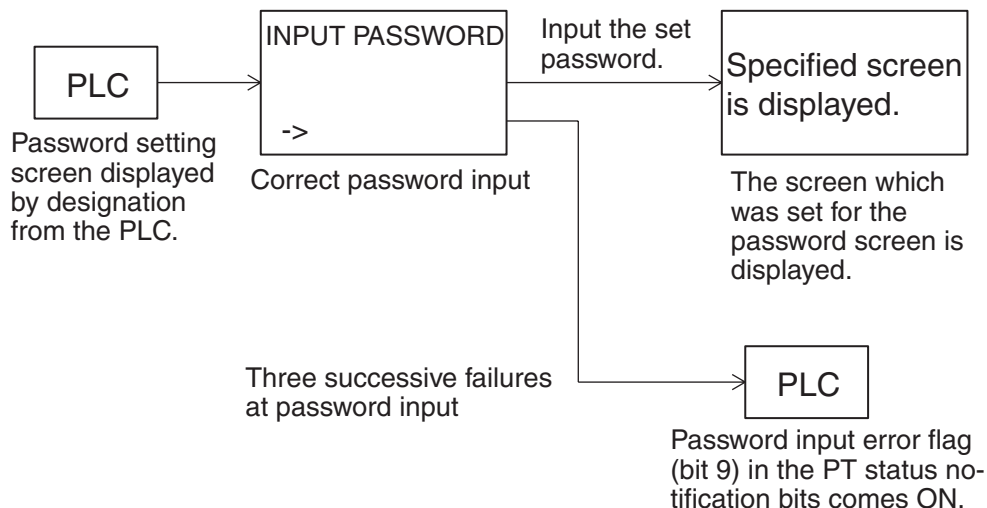 PLC
Password setting
screen displayed
by designation
from the PLC.
INPUT PASSWORD
->
Correct password input
Input the set
password.
Specified screen
is displayed.
The screen which
was set for the
password screen is
displayed.
Three successive failures
at password input
PLC
Password input error flag
(bit 9) in the PT status no-
tification bits comes ON.